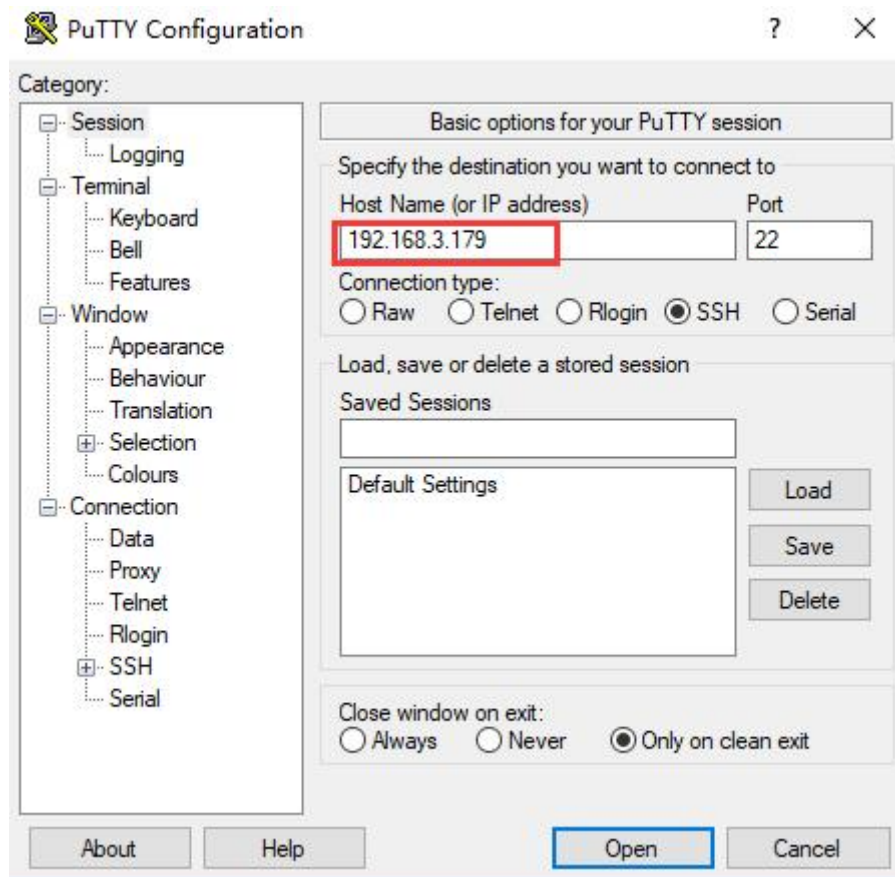 PuTTY Configuration
? ×
Category:
Session
Logging
Terminal
Keyboard
Bell
Features
Window
Appearance
Behaviour
Translation
Selection
Colours
Connection
Data
Proxy
Telnet
Rlogin
SSH
Serial
Basic options for your PuTTY session
Specify the destination you want to connect to
Host Name (or IP address) Port
192.168.3.179 22
Connection type:
Raw Telnet Rlogin SSH Serial
Load, save or delete a stored session
Saved Sessions
Default Settings
Load
Save
Delete
Close window on exit:
Always Never Only on clean exit
About Help Open Cancel